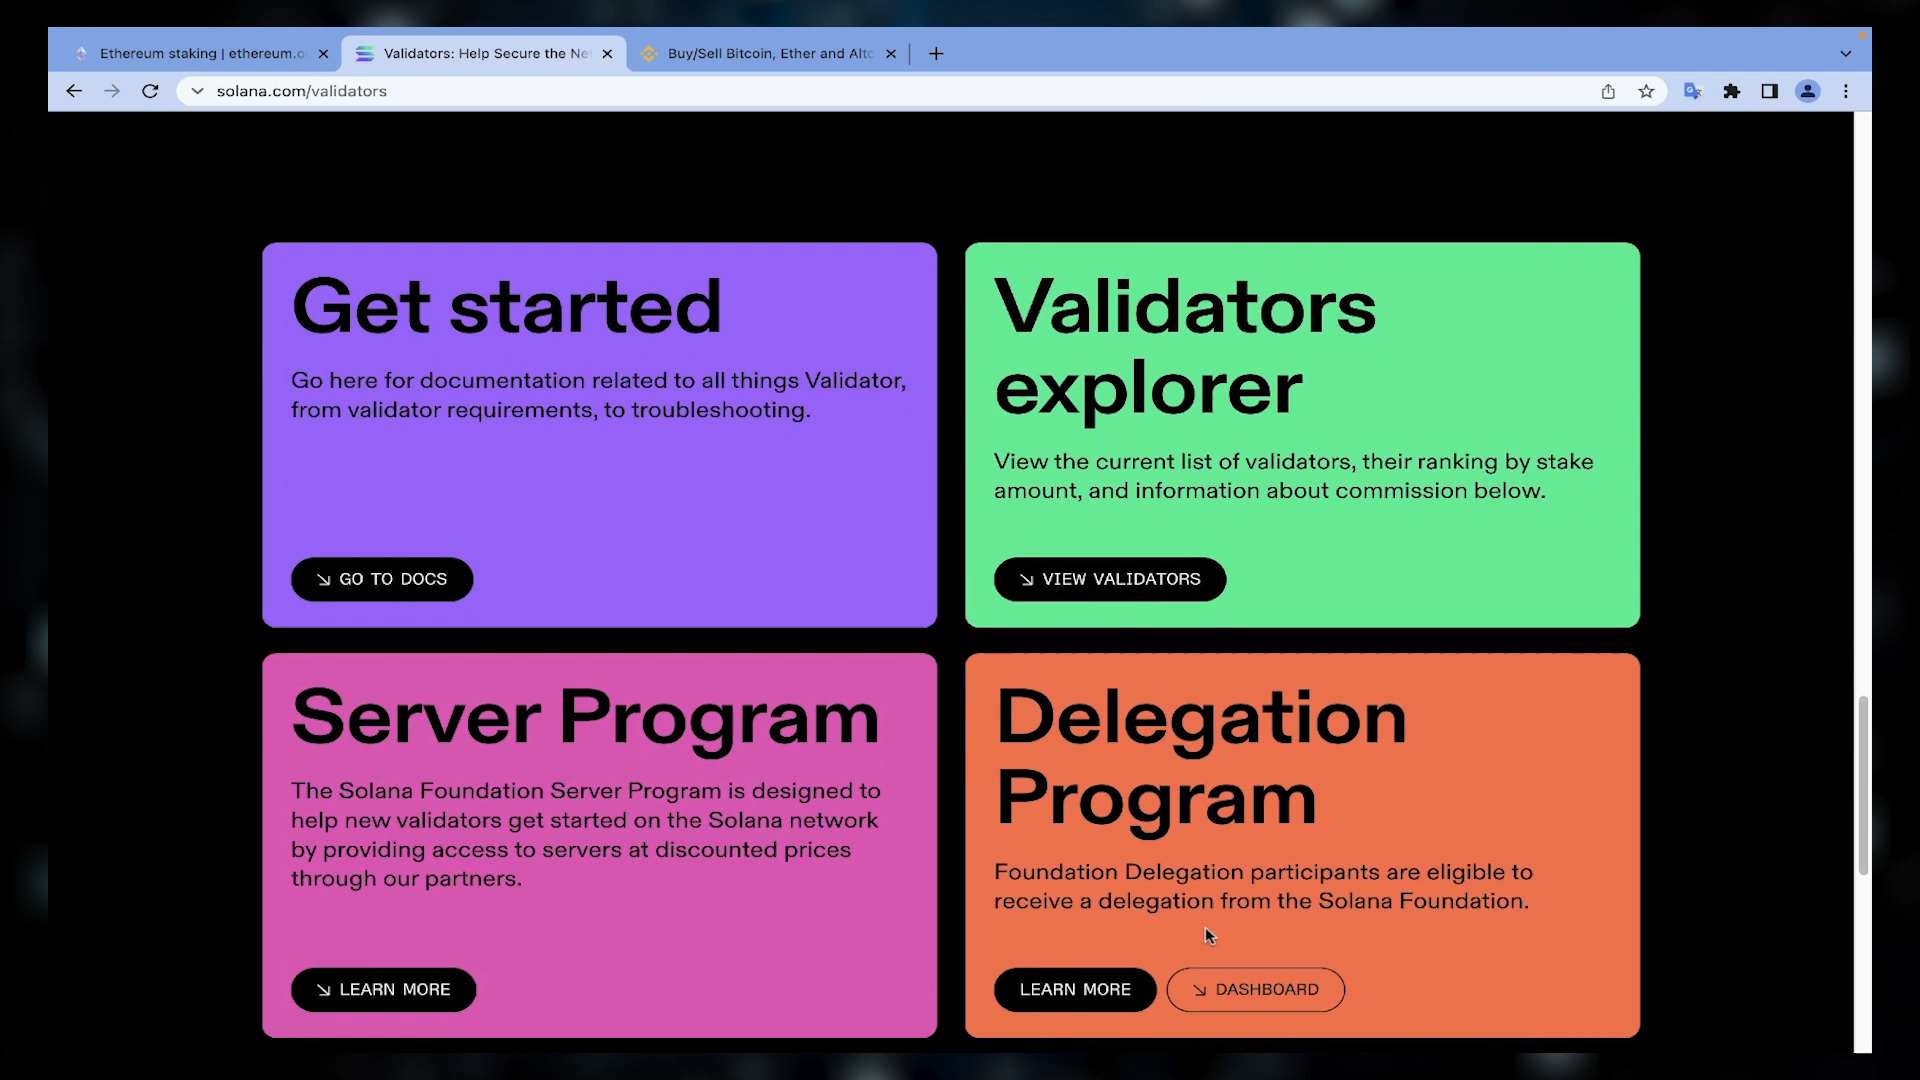 Ethereum staking | ethereum.o
Validators: Help Secure the Ne
Buy/Sell Bitcoin, Ether and Altc
solana.com/validators
Get started
Go here for documentation related to all things Validator,
from validator requirements, to troubleshooting.
GO TO DOCS
Validators
explorer
View the current list of validators, their ranking by stake
amount, and information about commission below.
VIEW VALIDATORS
Server Program
The Solana Foundation Server Program is designed to
help new validators get started on the Solana network
by providing access to servers at discounted prices
through our partners.
LEARN MORE
Delegation
Program
Foundation Delegation participants are eligible to
receive a delegation from the Solana Foundation.
LEARN MORE
DASHBOARD